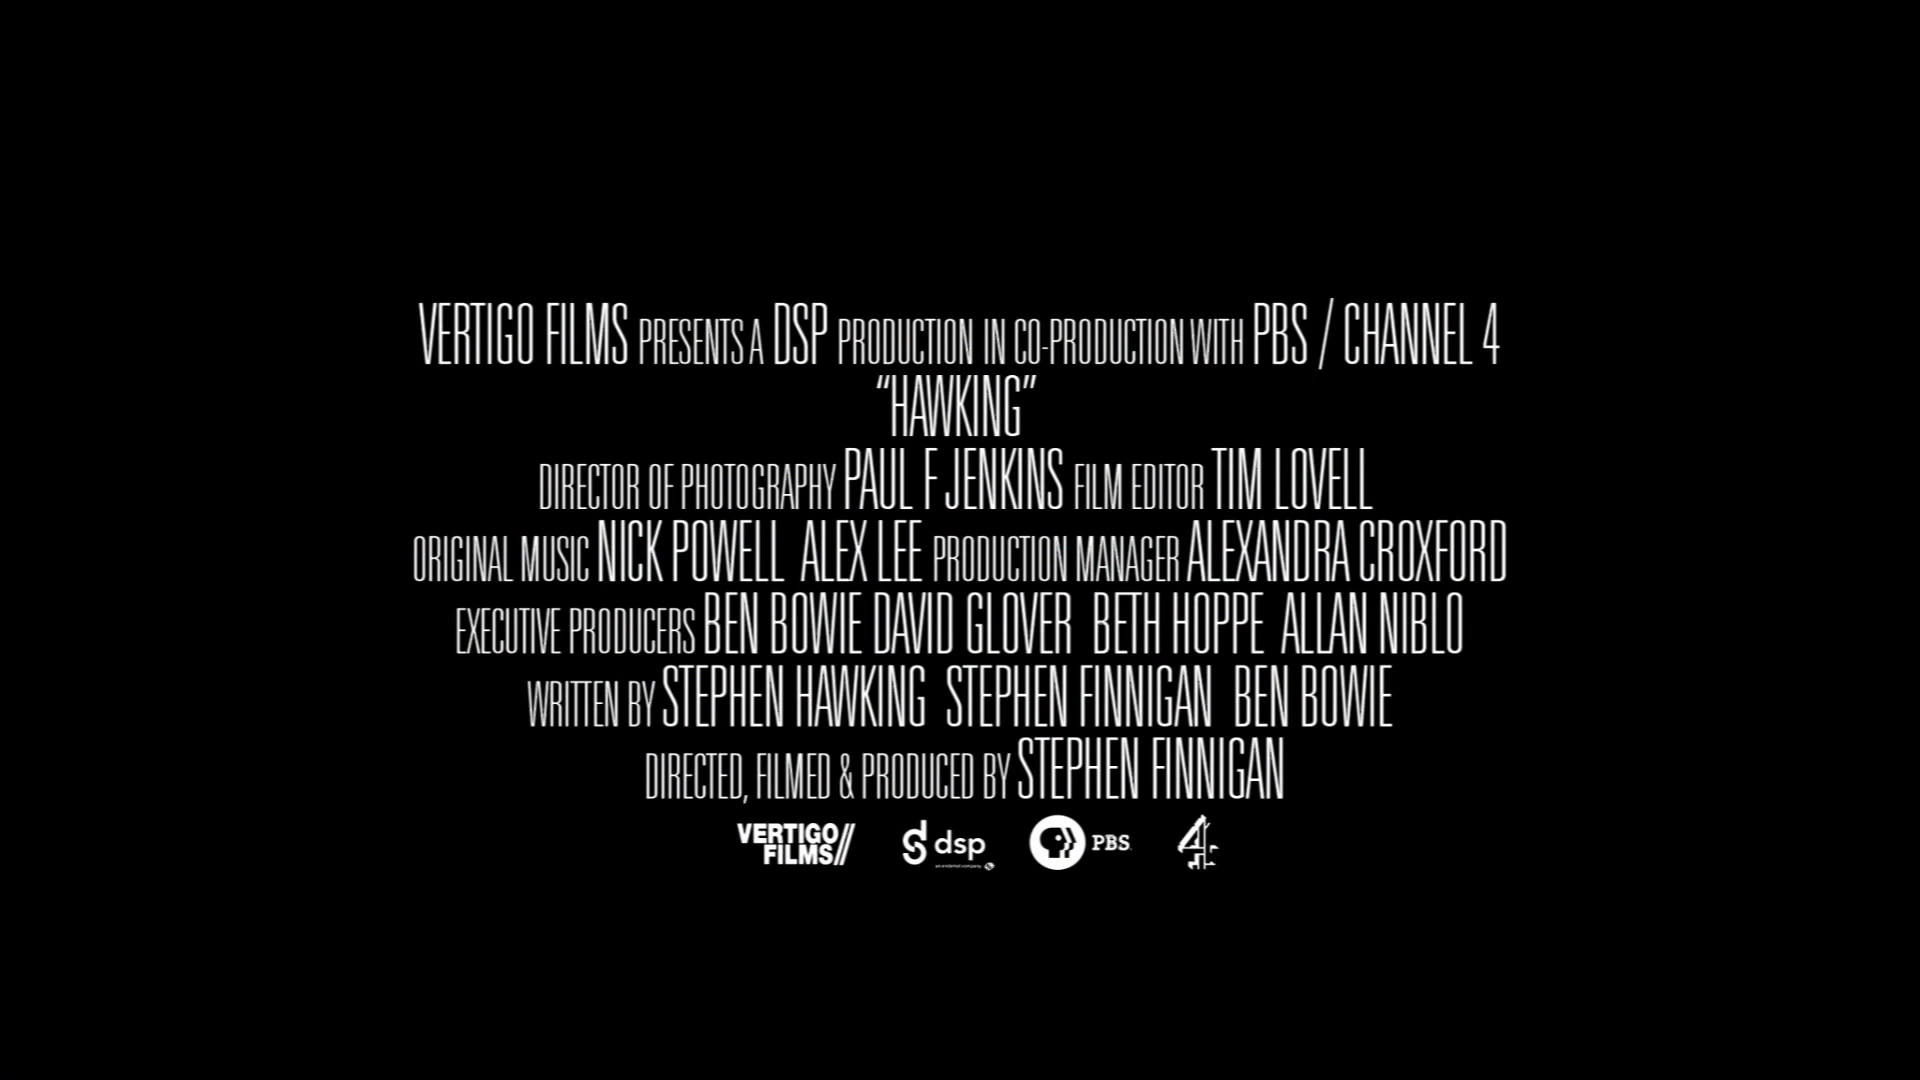 VERTIGO FILMS PRESENTS A DSP PRODUCTION IN CO-PRODUCTION WITH PBS / CHANNEL 4
“HAWKING”
DIRECTOR OF PHOTOGRAPHY PAUL F JENKINS FILM EDITOR TIM LOVELL
ORIGINAL MUSIC NICK POWELL ALEX LEE PRODUCTION MANAGER ALEXANDRA CROXFORD
EXECUTIVE PRODUCERS BEN BOWIE DAVID GLOVER BETH HOPPE ALLAN NIBLO
WRITTEN BY STEPHEN HAWKING STEPHEN FINNIGAN BEN BOWIE
DIRECTED, FILMED & PRODUCED BY STEPHEN FINNIGAN
VERTIGO FILMS// dsp PBS 4